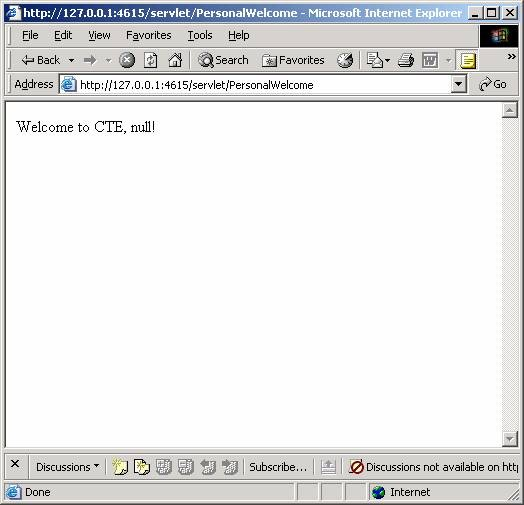 http://127.0.0.1:4615/servlet/PersonalWelcome - Microsoft Internet Explorer
File Edit View Favorites Tools Help
Back Search Favorites W »
Address http://127.0.0.1:4615/servlet/PersonalWelcome Go
Welcome to CTE, null!
Discussions Subscribe... Discussions not available on http
Done Internet